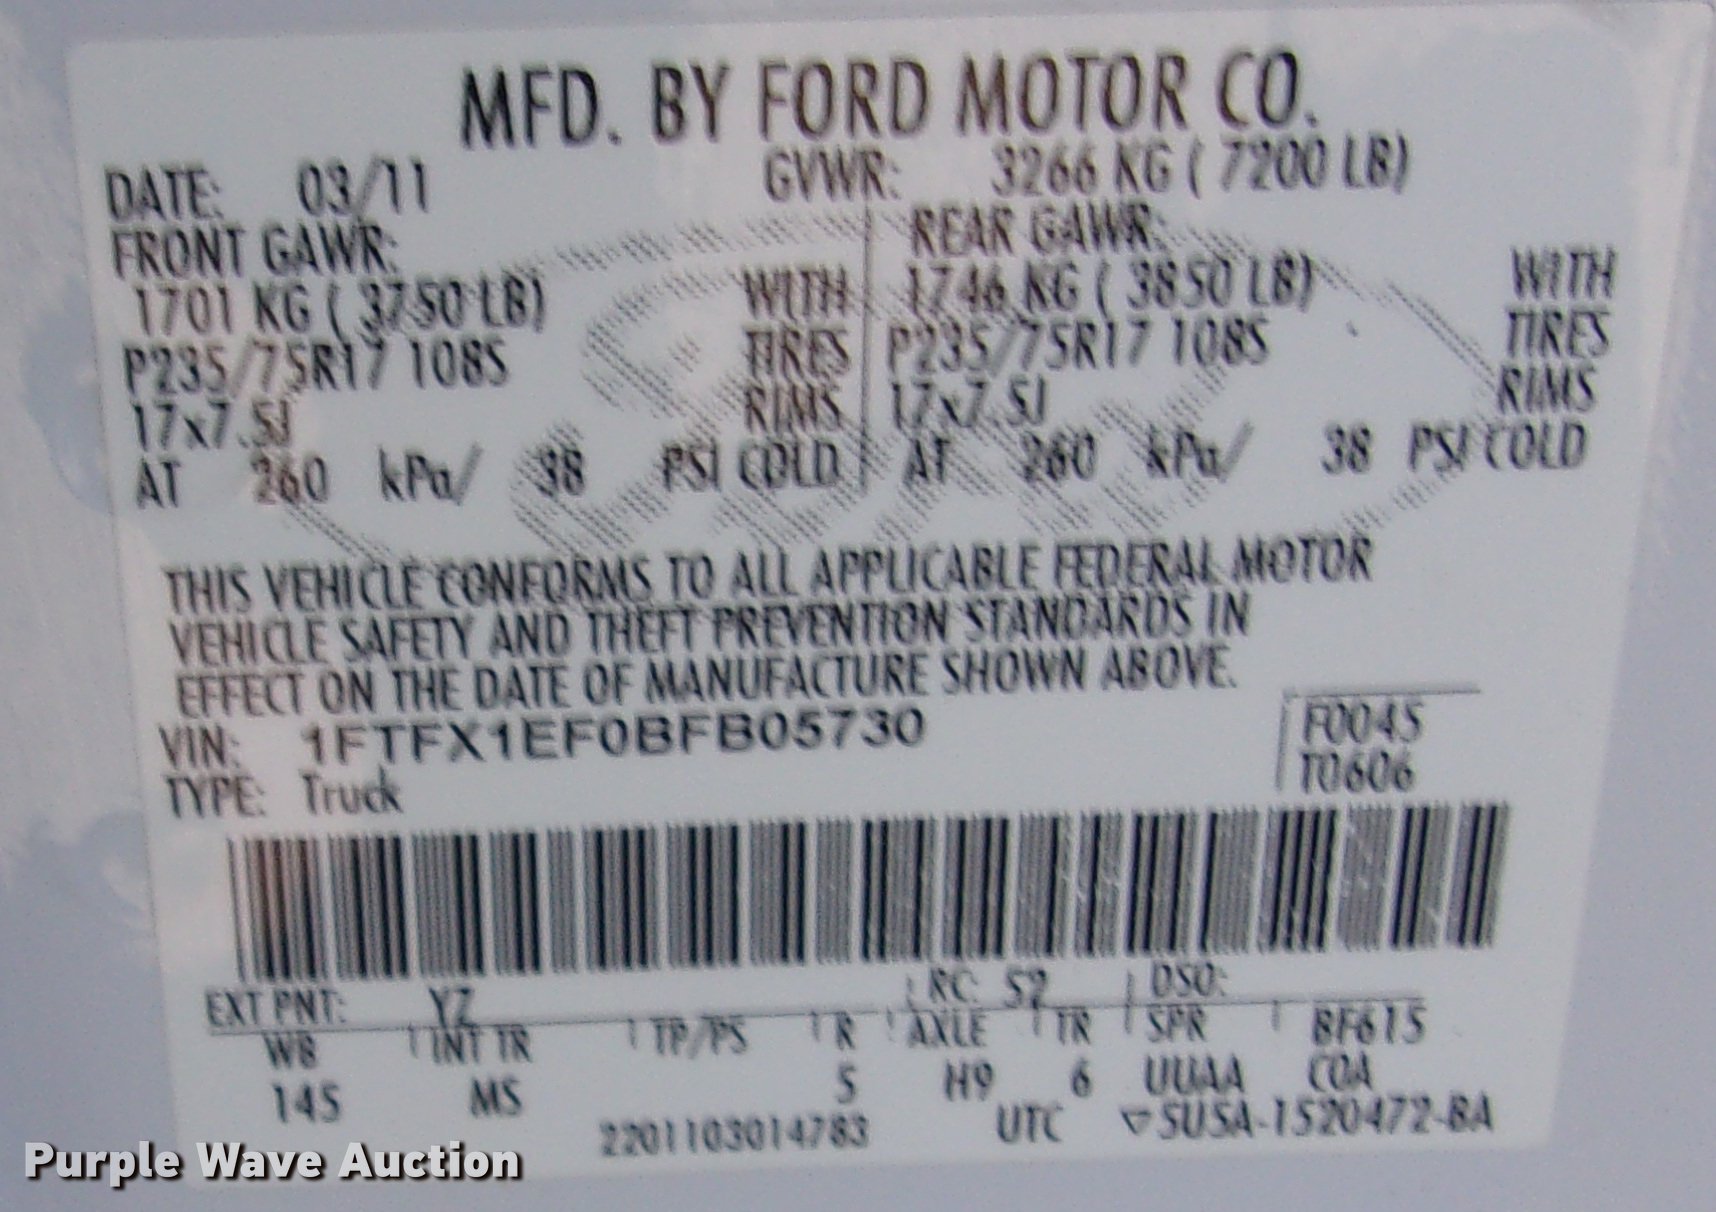 MFD. BY FORD MOTOR CO.
DATE: 03/11 GVWR: 3266 KG ( 7200 LB)
FRONT GAWR: REAR GAWR:
1701 KG ( 3750 LB) WITH 1746 KG ( 3850 LB) WITH
P235/75R17 108S TIRES P235/75R17 108S TIRES
17x7.5J RIMS 17x7.5J RIMS
AT 260 kPa/ 38 PSI COLD AT 260 kPa/ 38 PSI COLD
THIS VEHICLE CONFORMS TO ALL APPLICABLE FEDERAL MOTOR
VEHICLE SAFETY AND THEFT PREVENTION STANDARDS IN
EFFECT ON THE DATE OF MANUFACTURE SHOWN ABOVE.
VIN: 1FTFX1EF0BFB05730 F0045
TYPE: Truck T0606
EXT PNT: YZ RC: 52 DSO:
WB INT TR TP/PS R AXLE TR SPR BF615
145 MS 5 H9 6 UUAA COA
2201103014783 UTC ▽5U5A-1520472-BA
Purple Wave Auction